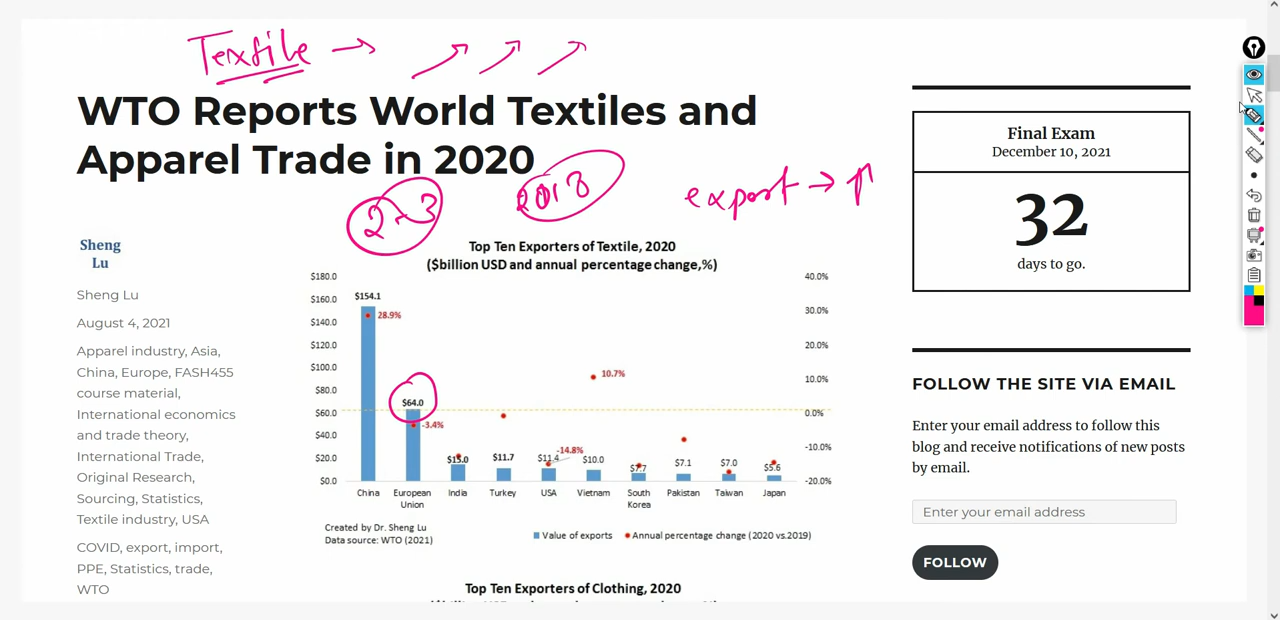 Textile →
WTO Reports World Textiles and
Apparel Trade in 2020
2-3
2018
export →
Final Exam
December 10, 2021
32
days to go.
Sheng
Lu
Sheng Lu
August 4, 2021
Apparel industry, Asia,
China, Europe, FASH455
course material,
International economics
and trade theory,
International Trade,
Original Research,
Sourcing, Statistics,
Textile industry, USA
COVID, export, import,
PPE, Statistics, trade,
WTO
Top Ten Exporters of Textile, 2020
($billion USD and annual percentage change,%)
$180.0
$160.0
$140.0
$120.0
$100.0
$80.0
$60.0
$40.0
$20.0
$0.0
$154.1
28.9%
$64.0
-3.4%
$15.0
$11.7
$11.4
-14.8%
$10.0
10.7%
$7.7
$7.1
$7.0
$5.6
40.0%
30.0%
20.0%
10.0%
0.0%
-10.0%
-20.0%
China
European
Union
India
Turkey
USA
Vietnam
South
Korea
Pakistan
Taiwan
Japan
Created by Dr. Sheng Lu
Data source: WTO (2021)
Value of exports
Annual percentage change (2020 vs.2019)
Top Ten Exporters of Clothing, 2020
FOLLOW THE SITE VIA EMAIL
Enter your email address to follow this
blog and receive notifications of new posts
by email.
Enter your email address
FOLLOW